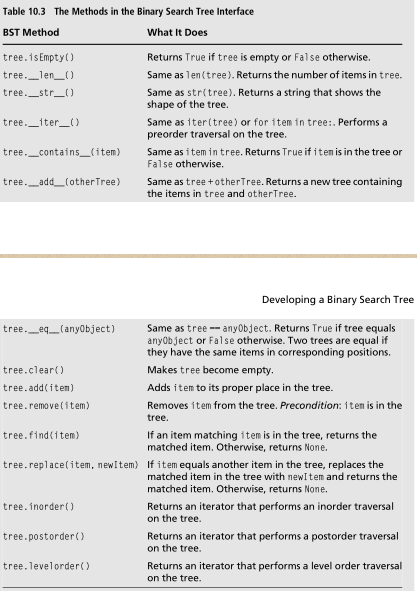 Table 10.3 The Methods in the Binary Search Tree Interface
BST Method What It Does
tree.isEmpty() Returns True if tree is empty or False otherwise.
tree.__len__() Same as len(tree). Returns the number of items in tree.
tree.__str__() Same as str(tree). Returns a string that shows the
shape of the tree.
tree.__iter__() Same as iter(tree) or for item in tree:. Performs a
preorder traversal on the tree.
tree.__contains__(item) Same as item in tree. Returns True if item is in the tree or
False otherwise.
tree.__add__(otherTree) Same as tree + otherTree. Returns a new tree containing
the items in tree and otherTree.
Developing a Binary Search Tree
tree.__eq__(anyObject) Same as tree == anyObject. Returns True if tree equals
anyObject or False otherwise. Two trees are equal if
they have the same items in corresponding positions.
tree.clear() Makes tree become empty.
tree.add(item) Adds item to its proper place in the tree.
tree.remove(item) Removes item from the tree. Precondition: item is in the
tree.
tree.find(item) If an item matching item is in the tree, returns the
matched item. Otherwise, returns None.
tree.replace(item, newItem) If item equals another item in the tree, replaces the
matched item in the tree with newItem and returns the
matched item. Otherwise, returns None.
tree.inorder() Returns an iterator that performs an inorder traversal
on the tree.
tree.postorder() Returns an iterator that performs a postorder traversal
on the tree.
tree.levelorder() Returns an iterator that performs a level order traversal
on the tree.